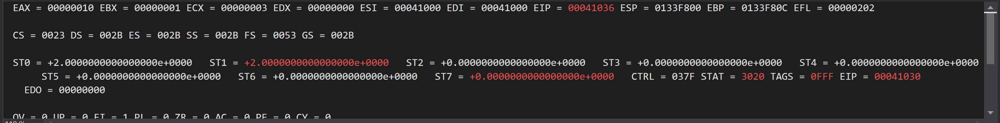 EAX = 00000010 EBX = 00000001 ECX = 00000003 EDX = 00000000 ESI = 00041000 EDI = 00041000 EIP = 00041036 ESP = 0133F800 EBP = 0133F80C EFL = 00000202
CS = 0023 DS = 002B ES = 002B SS = 002B FS = 0053 GS = 002B
ST0 = +2.0000000000000000e+0000 ST1 = +2.0000000000000000e+0000 ST2 = +0.0000000000000000e+0000 ST3 = +0.0000000000000000e+0000 ST4 = +0.0000000000000000e+0000
ST5 = +0.0000000000000000e+0000 ST6 = +0.0000000000000000e+0000 ST7 = +0.0000000000000000e+0000 CTRL = 037F STAT = 3020 TAGS = 0FFF EIP = 00041030
EDO = 00000000
OV = 0 UP = 0 EI = 1 PL = 0 ZR = 0 AC = 0 PE = 0 CY = 0
110 %